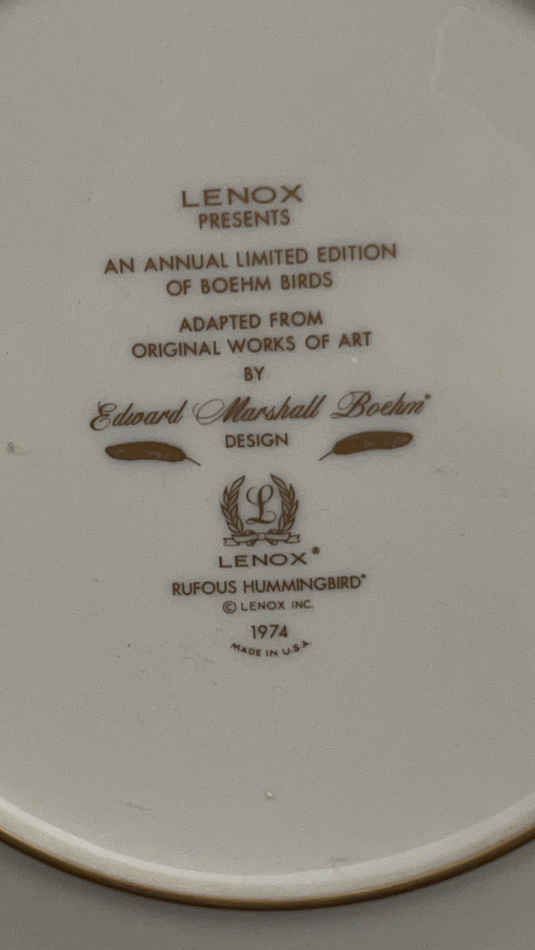 LENOX
PRESENTS
AN ANNUAL LIMITED EDITION
OF BOEHM BIRDS
ADAPTED FROM
ORIGINAL WORKS OF ART
BY
Edward Marshall Boehm®
DESIGN
L
LENOX®
RUFOUS HUMMINGBIRD*
© LENOX INC.
1974
MADE IN U.S.A.